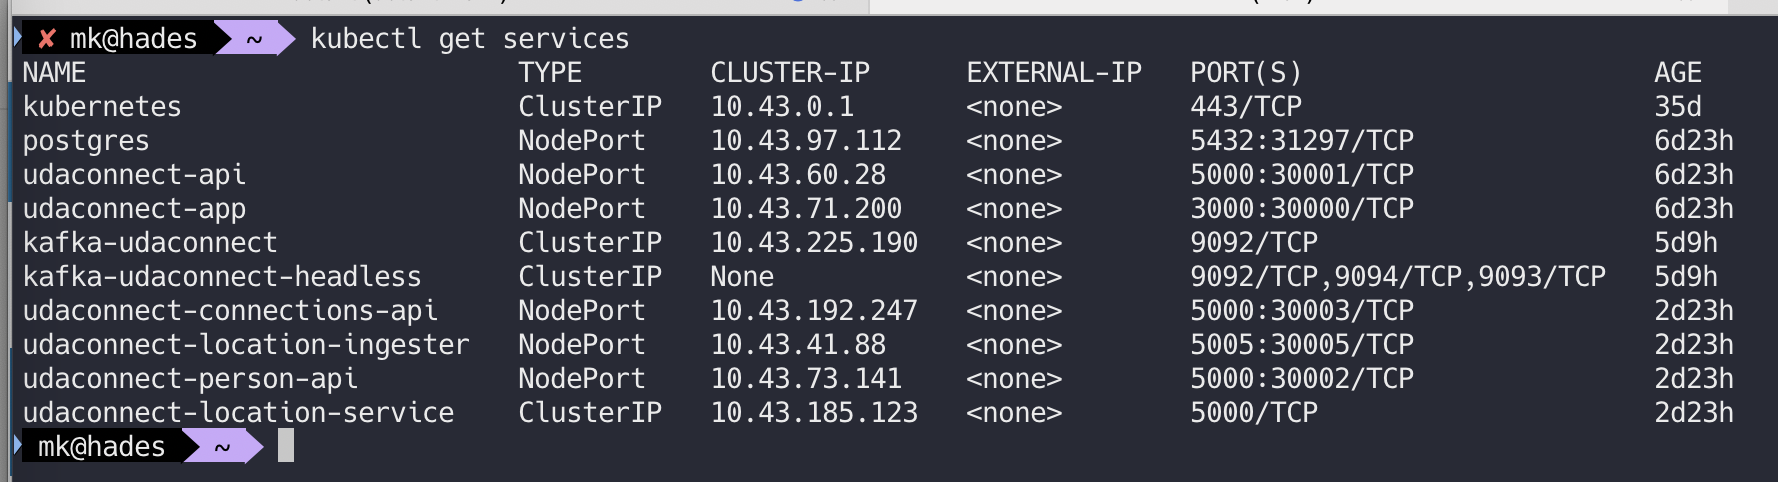 ✘ mk@hades ~ kubectl get services
NAME TYPE CLUSTER-IP EXTERNAL-IP PORT(S) AGE
kubernetes ClusterIP 10.43.0.1 <none> 443/TCP 35d
postgres NodePort 10.43.97.112 <none> 5432:31297/TCP 6d23h
udaconnect-api NodePort 10.43.60.28 <none> 5000:30001/TCP 6d23h
udaconnect-app NodePort 10.43.71.200 <none> 3000:30000/TCP 6d23h
kafka-udaconnect ClusterIP 10.43.225.190 <none> 9092/TCP 5d9h
kafka-udaconnect-headless ClusterIP None <none> 9092/TCP,9094/TCP,9093/TCP 5d9h
udaconnect-connections-api NodePort 10.43.192.247 <none> 5000:30003/TCP 2d23h
udaconnect-location-ingester NodePort 10.43.41.88 <none> 5005:30005/TCP 2d23h
udaconnect-person-api NodePort 10.43.73.141 <none> 5000:30002/TCP 2d23h
udaconnect-location-service ClusterIP 10.43.185.123 <none> 5000/TCP 2d23h
mk@hades ~